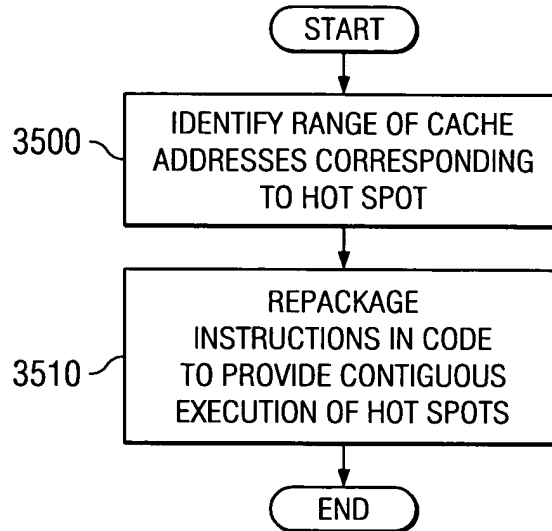 START
3500
IDENTIFY RANGE OF CACHE
ADDRESSES CORRESPONDING
TO HOT SPOT
3510
REPACKAGE
INSTRUCTIONS IN CODE
TO PROVIDE CONTIGUOUS
EXECUTION OF HOT SPOTS
END